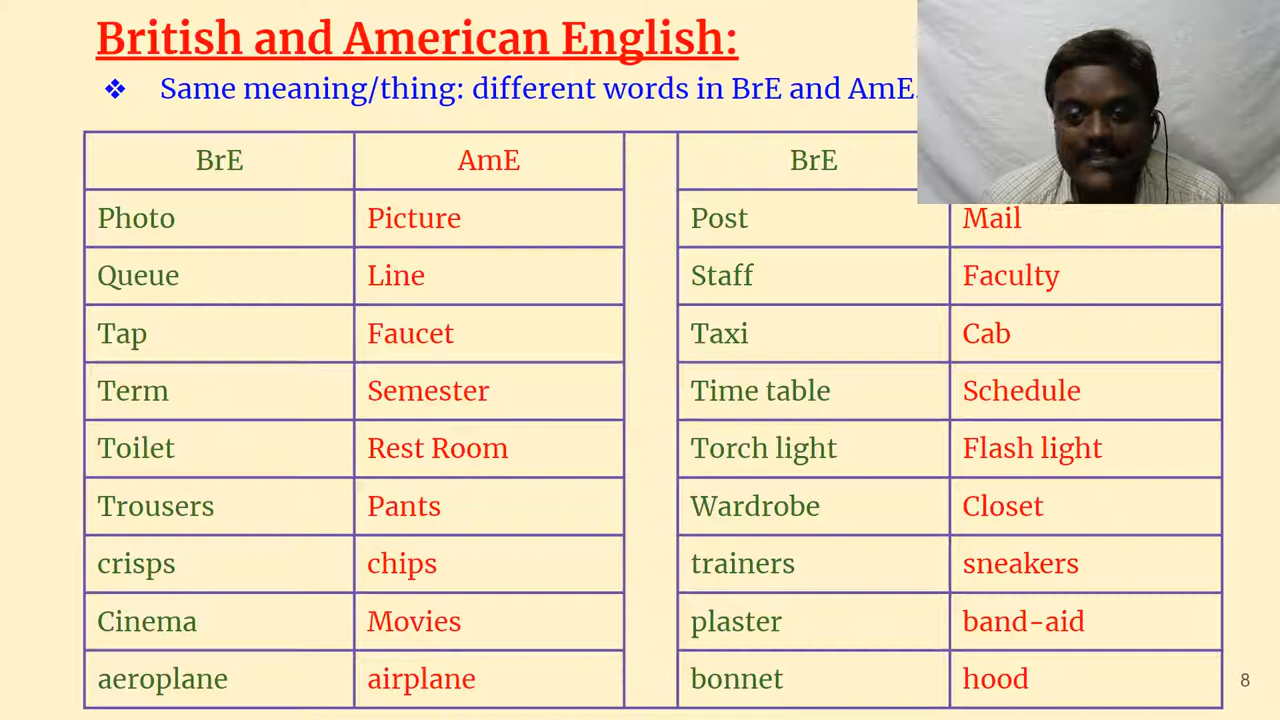 British and American English:
❖ Same meaning/thing: different words in BrE and AmE.
BrE AmE BrE
Photo Picture Post Mail
Queue Line Staff Faculty
Tap Faucet Taxi Cab
Term Semester Time table Schedule
Toilet Rest Room Torch light Flash light
Trousers Pants Wardrobe Closet
crisps chips trainers sneakers
Cinema Movies plaster band-aid
aeroplane airplane bonnet hood
8